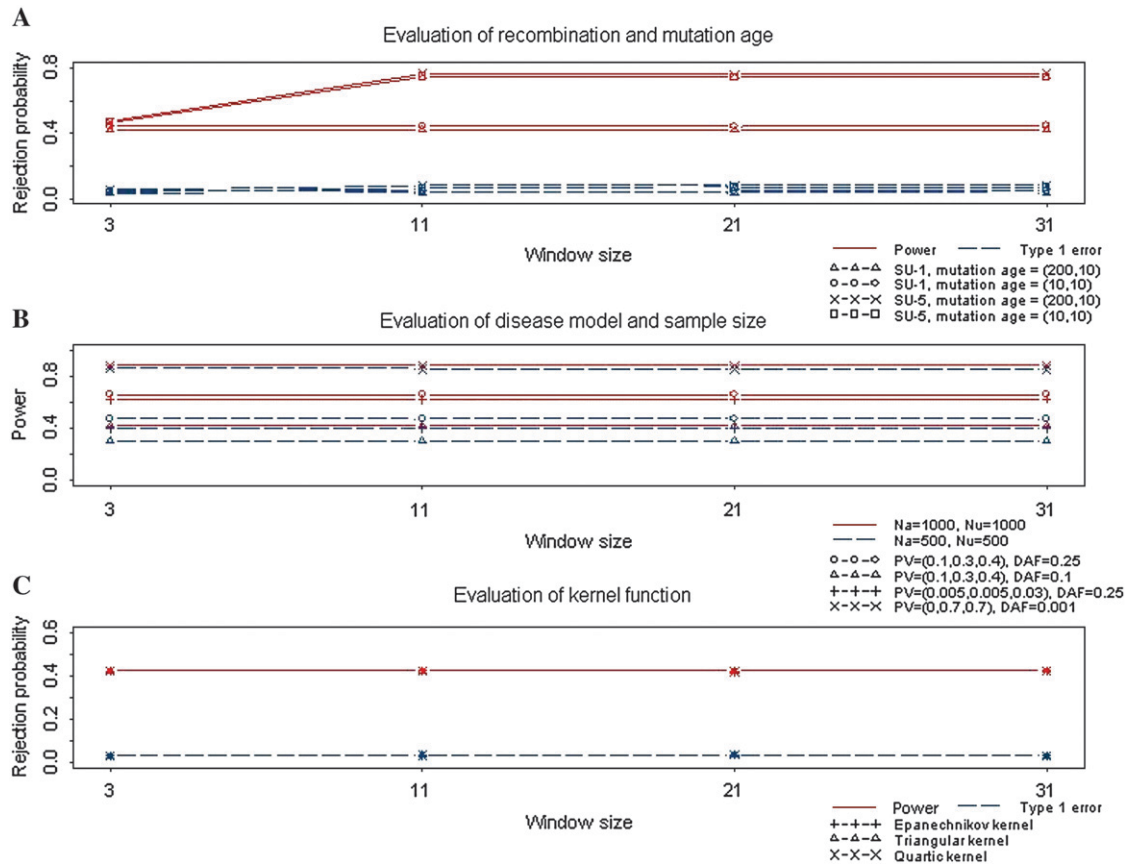 A
Evaluation of recombination and mutation age
Rejection probability
0.8
0.4
0.0
3 11 21 31
Window size
Power Type 1 error
SU-1, mutation age = (200,10)
SU-1, mutation age = (10,10)
SU-5, mutation age = (200,10)
SU-5, mutation age = (10,10)
B
Evaluation of disease model and sample size
Power
0.8
0.4
0.0
3 11 21 31
Window size
Na=1000, Nu=1000
Na=500, Nu=500
PV=(0.1,0.3,0.4), DAF=0.25
PV=(0.1,0.3,0.4), DAF=0.1
PV=(0.005,0.005,0.03), DAF=0.25
PV=(0,0.7,0.7), DAF=0.001
C
Evaluation of kernel function
Rejection probability
0.6
0.4
0.2
0.0
3 11 21 31
Window size
Power Type 1 error
Epanechnikov kernel
Triangular kernel
Quartic kernel